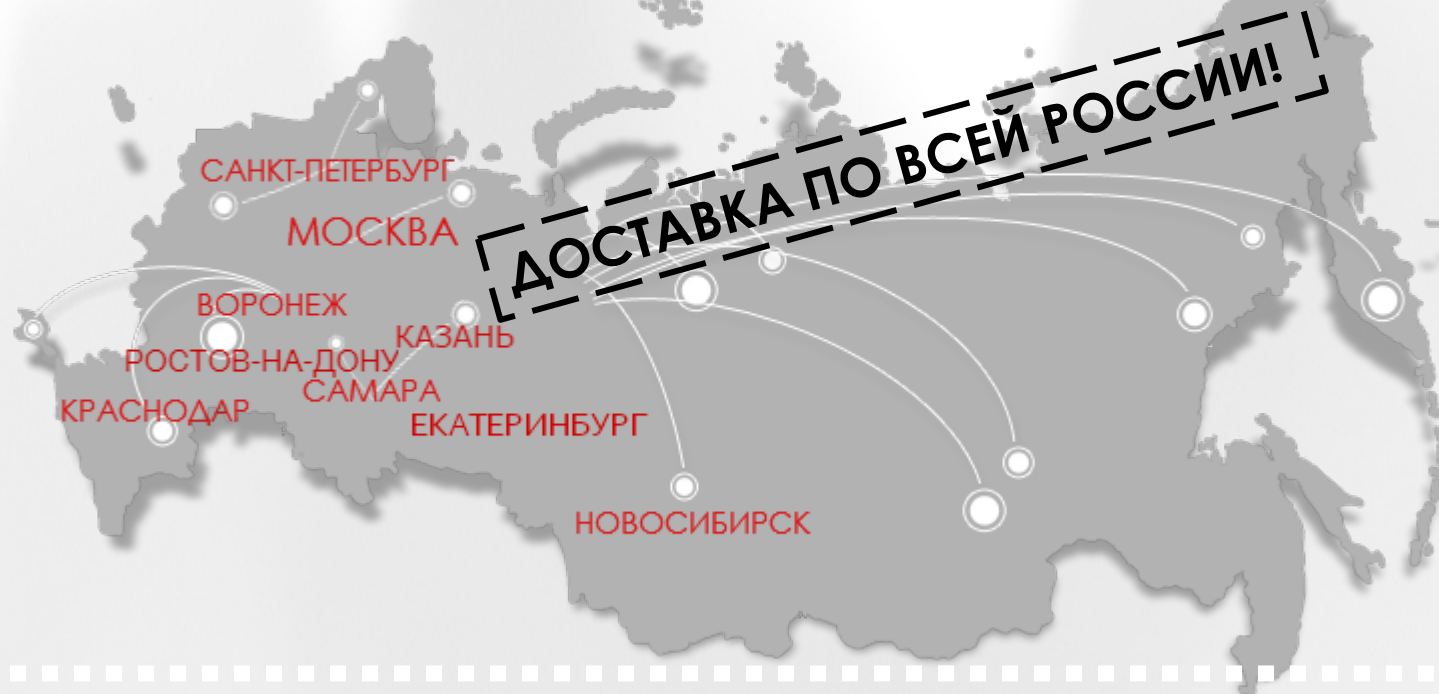 ДОСТАВКА ПО ВСЕЙ РОССИИ!
САНКТ-ПЕТЕРБУРГ
МОСКВА
ВОРОНЕЖ
КАЗАНЬ
РОСТОВ-НА-ДОНУ
САМАРА
КРАСНОДАР
ЕКАТЕРИНБУРГ
НОВОСИБИРСК